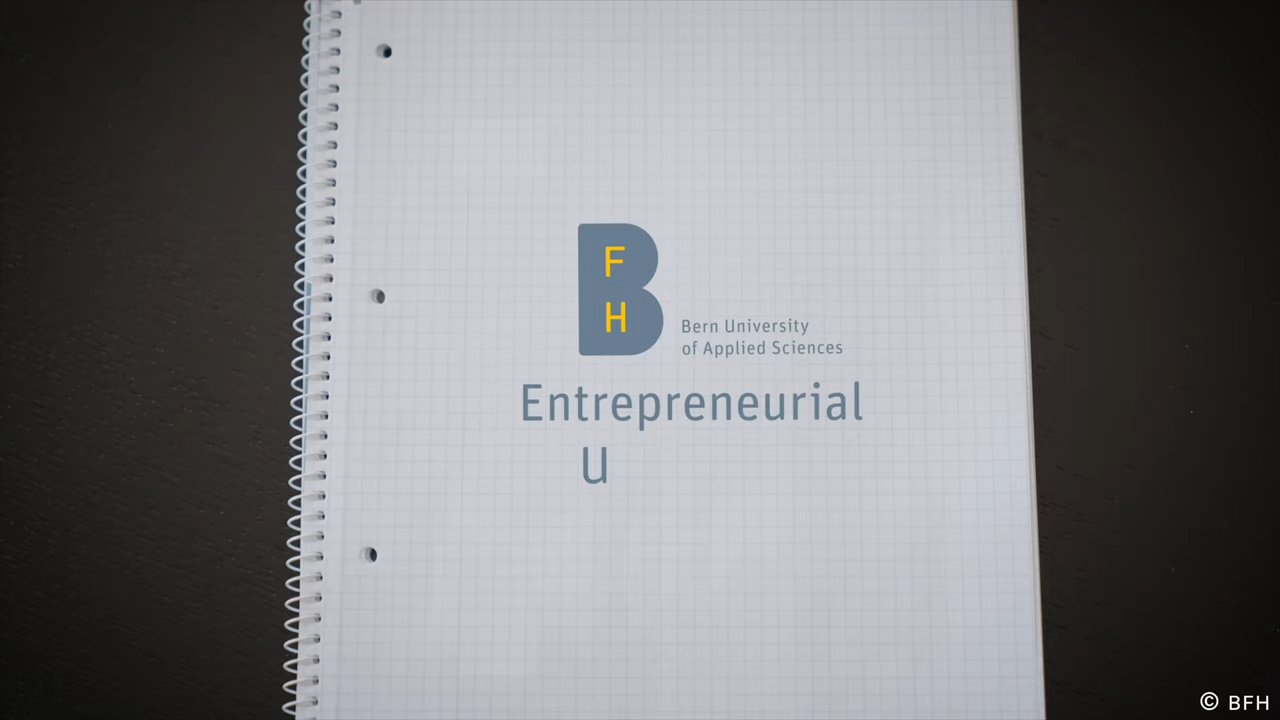 F
H
Bern University
of Applied Sciences
Entrepreneurial
U
© BFH